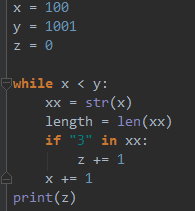 x = 100
y = 1001
z = 0

while x < y:
    xx = str(x)
    length = len(xx)
    if "3" in xx:
        z += 1
    x += 1
print(z)